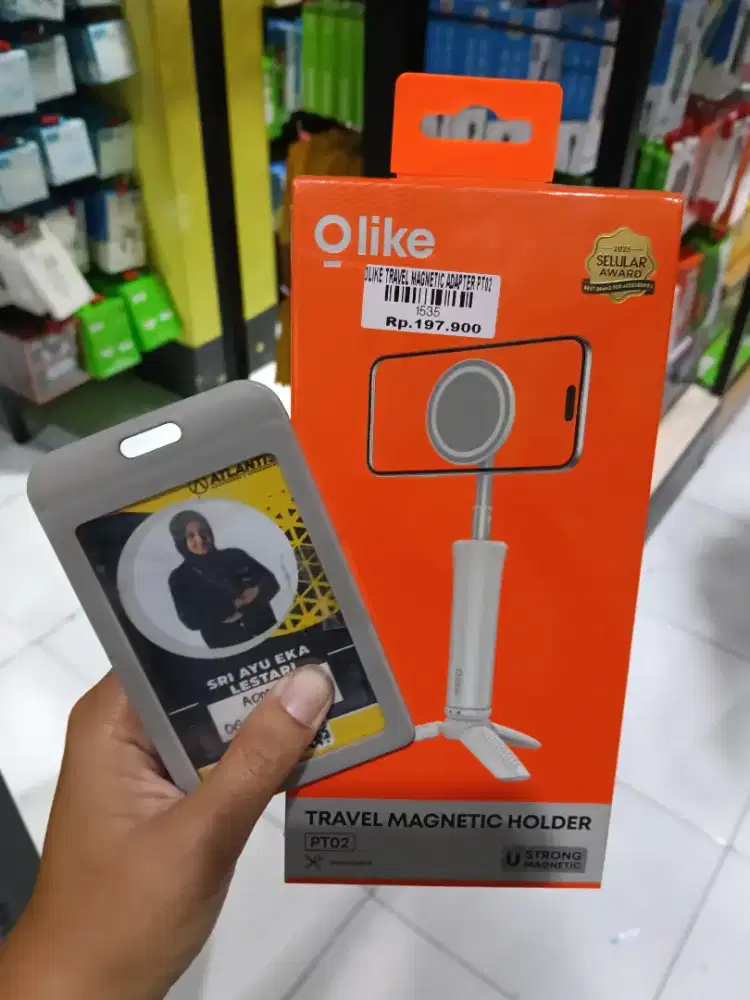 Olike
2025
SELULAR
AWARD
OLIKE TRAVEL MAGNETIC ADAPTER PT02
1535
Rp.197.900
Olike
TRAVEL MAGNETIC HOLDER
PT02
STRONG
MAGNETIC
ATLANTIS
SRI AYU EKA
LESTARI